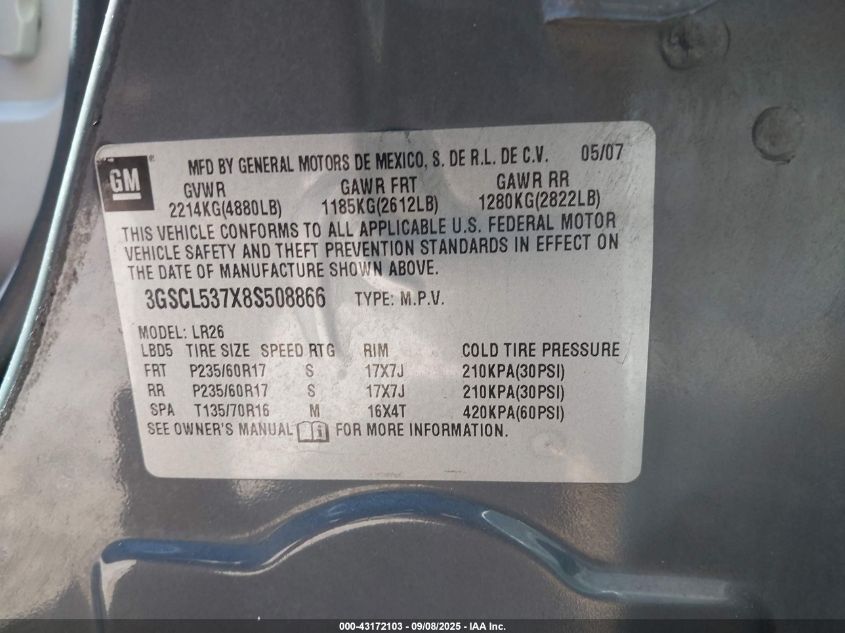 GM
MFD BY GENERAL MOTORS DE MEXICO, S. DE R.L. DE C.V. 05/07
GVWR GAWR FRT GAWR RR
2214KG(4880LB) 1185KG(2612LB) 1280KG(2822LB)
THIS VEHICLE CONFORMS TO ALL APPLICABLE U.S. FEDERAL MOTOR
VEHICLE SAFETY AND THEFT PREVENTION STANDARDS IN EFFECT ON
THE DATE OF MANUFACTURE SHOWN ABOVE.
3GSCL537X8S508866 TYPE: M.P.V.
MODEL: LR26
LBD5 TIRE SIZE SPEED RTG RIM COLD TIRE PRESSURE
FRT P235/60R17 S 17X7J 210KPA(30PSI)
RR P235/60R17 S 17X7J 210KPA(30PSI)
SPA T135/70R16 M 16X4T 420KPA(60PSI)
SEE OWNER'S MANUAL FOR MORE INFORMATION.
000-43172103 - 09/08/2025 - IAA Inc.